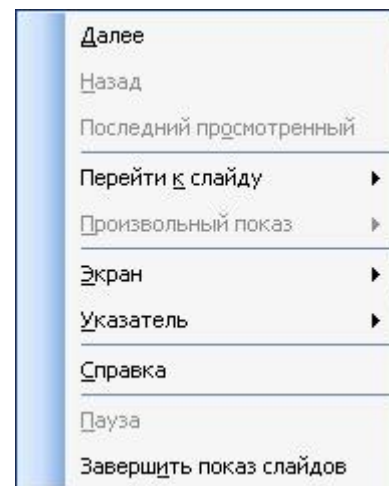 Далее
Назад
Последний просмотренный
Перейти к слайду
Произвольный показ
Экран
Указатель
Справка
Пауза
Завершить показ слайдов